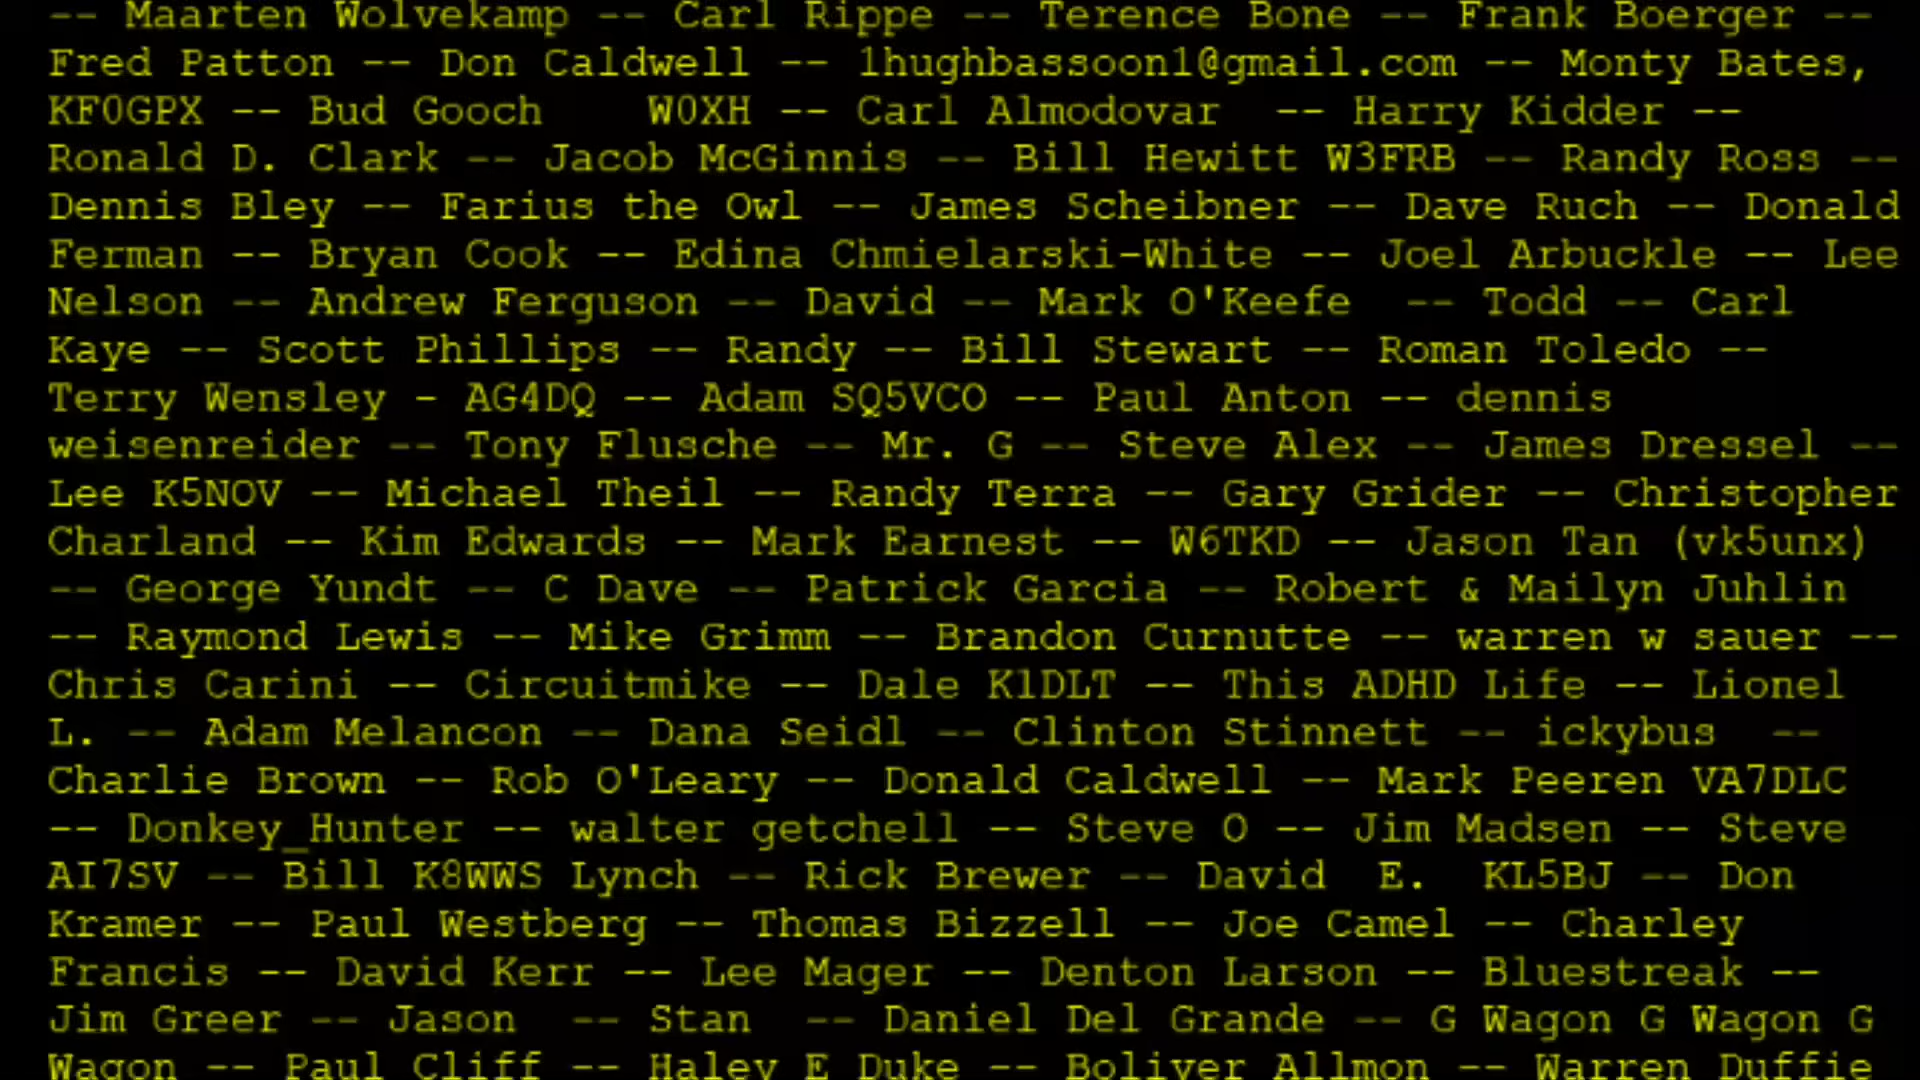 -- Maarten Wolvekamp -- Carl Rippe -- Terence Bone -- Frank Boerger --
Fred Patton -- Don Caldwell -- 1hughbassoon1@gmail.com -- Monty Bates,
KF0GPX -- Bud Gooch    W0XH -- Carl Almodovar  -- Harry Kidder --
Ronald D. Clark -- Jacob McGinnis -- Bill Hewitt W3FRB -- Randy Ross --
Dennis Bley -- Farius the Owl -- James Scheibner -- Dave Ruch -- Donald
Ferman -- Bryan Cook -- Edina Chmielarski-White -- Joel Arbuckle -- Lee
Nelson -- Andrew Ferguson -- David -- Mark O'Keefe  -- Todd -- Carl
Kaye -- Scott Phillips -- Randy -- Bill Stewart -- Roman Toledo --
Terry Wensley - AG4DQ -- Adam SQ5VCO -- Paul Anton -- dennis
weisenreider -- Tony Flusche -- Mr. G -- Steve Alex -- James Dressel --
Lee K5NOV -- Michael Theil -- Randy Terra -- Gary Grider -- Christopher
Charland -- Kim Edwards -- Mark Earnest -- W6TKD -- Jason Tan (vk5unx)
-- George Yundt -- C Dave -- Patrick Garcia -- Robert & Mailyn Juhlin
-- Raymond Lewis -- Mike Grimm -- Brandon Curnutte -- warren w sauer --
Chris Carini -- Circuitmike -- Dale K1DLT -- This ADHD Life -- Lionel
L. -- Adam Melancon -- Dana Seidl -- Clinton Stinnett -- ickybus  --
Charlie Brown -- Rob O'Leary -- Donald Caldwell -- Mark Peeren VA7DLC
-- Donkey_Hunter -- walter getchell -- Steve O -- Jim Madsen -- Steve
AI7SV -- Bill K8WWS Lynch -- Rick Brewer -- David  E.  KL5BJ -- Don
Kramer -- Paul Westberg -- Thomas Bizzell -- Joe Camel -- Charley
Francis -- David Kerr -- Lee Mager -- Denton Larson -- Bluestreak --
Jim Greer -- Jason  -- Stan  -- Daniel Del Grande -- G Wagon G Wagon G
Wagon -- Paul Cliff -- Haley E Duke -- Boliver Allmon -- Warren Duffie